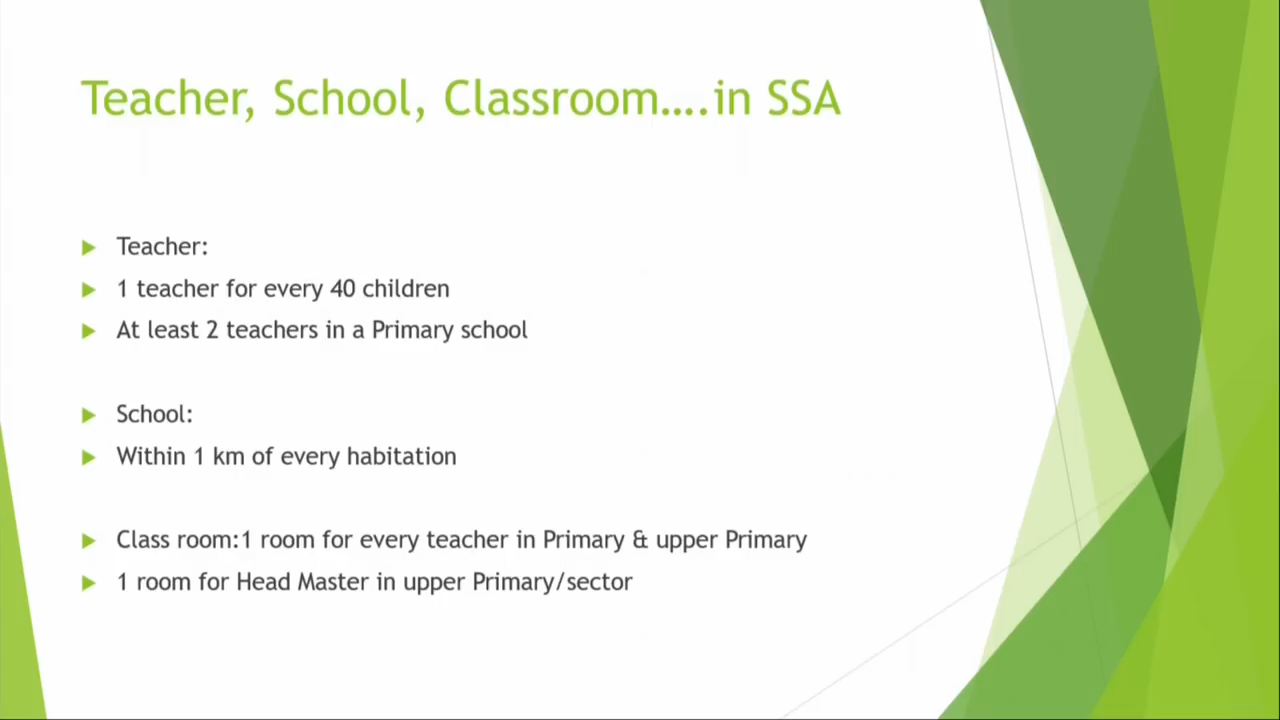 Teacher, School, Classroom....in SSA
Teacher:
1 teacher for every 40 children
At least 2 teachers in a Primary school
School:
Within 1 km of every habitation
Class room:1 room for every teacher in Primary & upper Primary
1 room for Head Master in upper Primary/sector